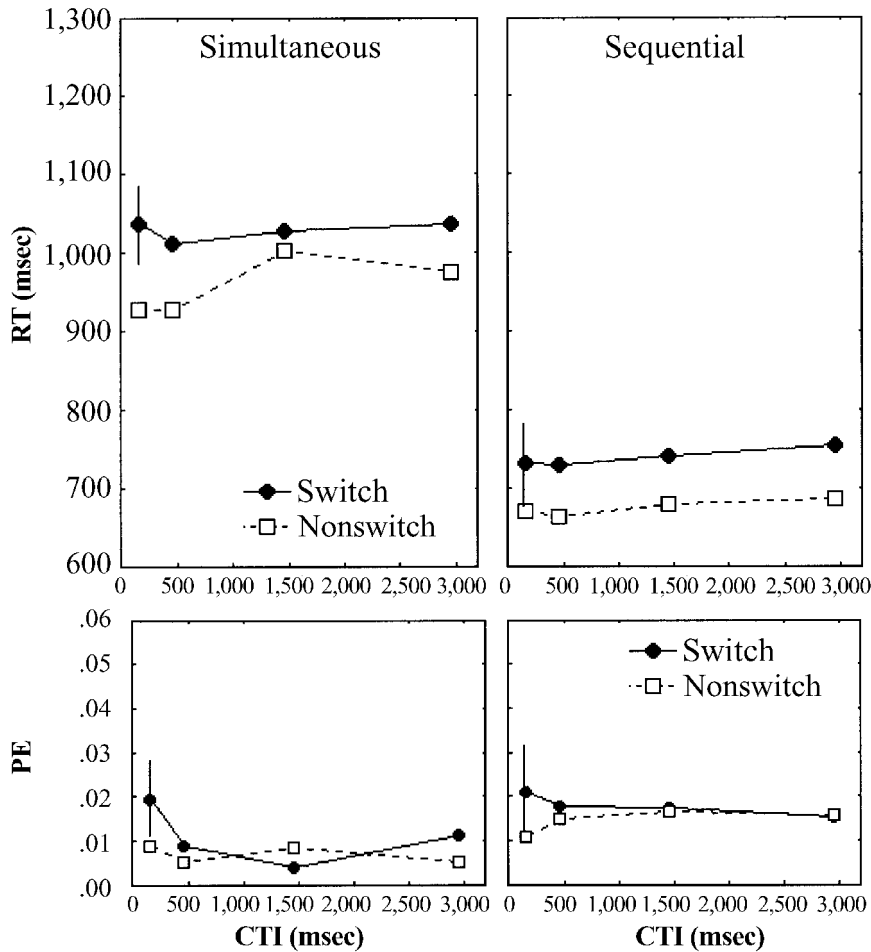 1,300
1,200
1,100
1,000
900
800
700
600
RT (msec)
Simultaneous
Switch
Nonswitch
0 500 1,000 1,500 2,000 2,500 3,000
Sequential
0 500 1,000 1,500 2,000 2,500 3,000
.06
.05
.04
.03
.02
.01
.00
PE
0 500 1,000 1,500 2,000 2,500 3,000
CTI (msec)
Switch
Nonswitch
0 500 1,000 1,500 2,000 2,500 3,000
CTI (msec)